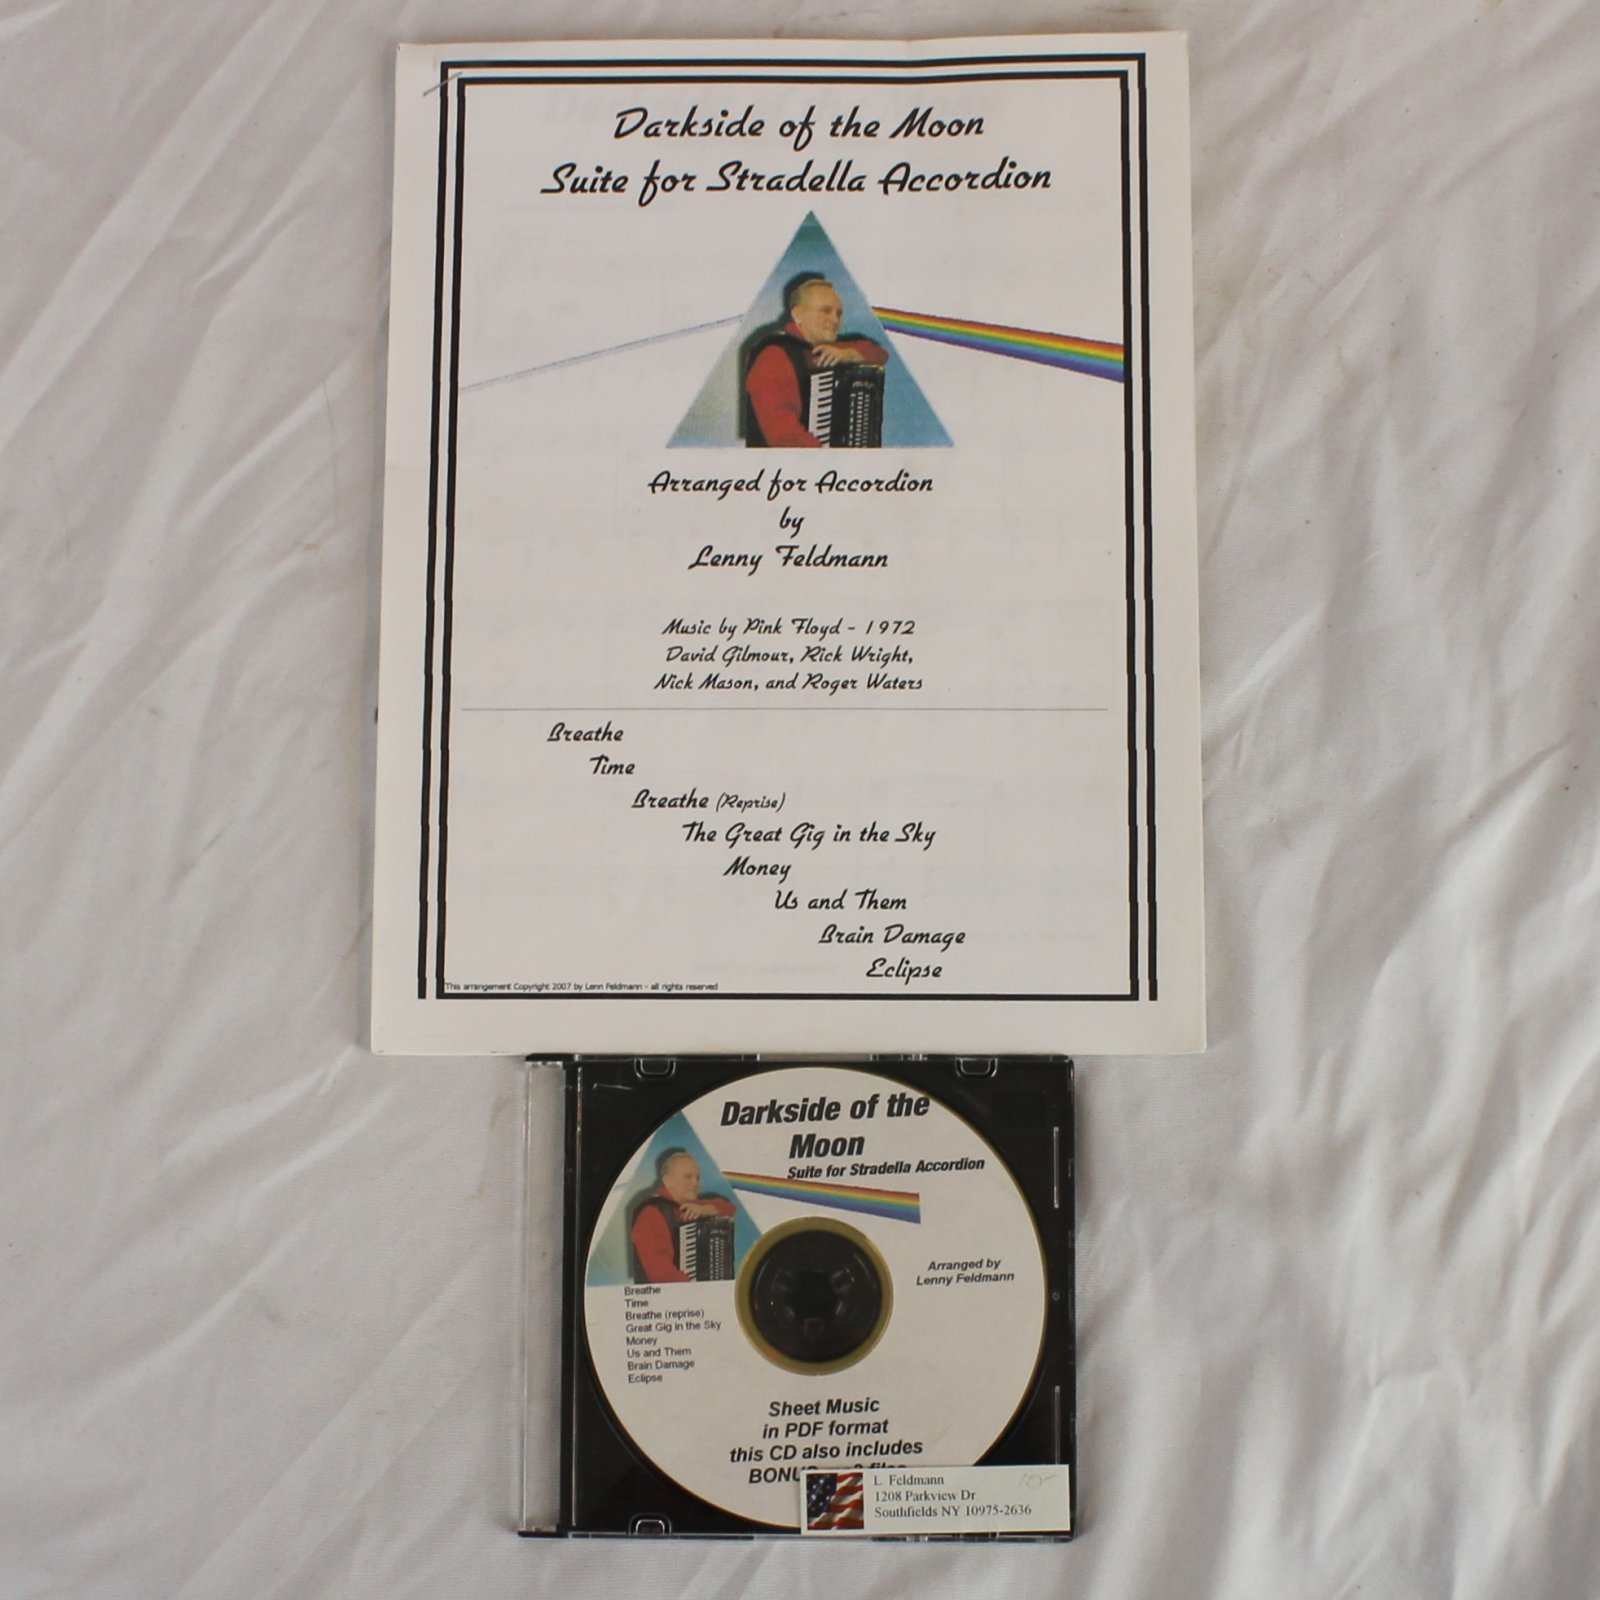 Darkside of the Moon
Suite for Stradella Accordion
Arranged for Accordion
by
Lenny Feldmann
Music by Pink Floyd - 1972
David Gilmour, Rick Wright,
Nick Mason, and Roger Waters
Breathe
Time
Breathe (Reprise)
The Great Gig in the Sky
Money
Us and Them
Brain Damage
Eclipse
This arrangement Copyright 2007 by Lenn Feldmann - all rights reserved
Darkside of the
Moon
Suite for Stradella Accordion
Arranged by
Lenny Feldmann
Breathe
Time
Breathe (reprise)
Great Gig in the Sky
Money
Us and Them
Brain Damage
Eclipse
Sheet Music
in PDF format
this CD also includes
L. Feldmann
1208 Parkview Dr
Southfields NY 10975-2636